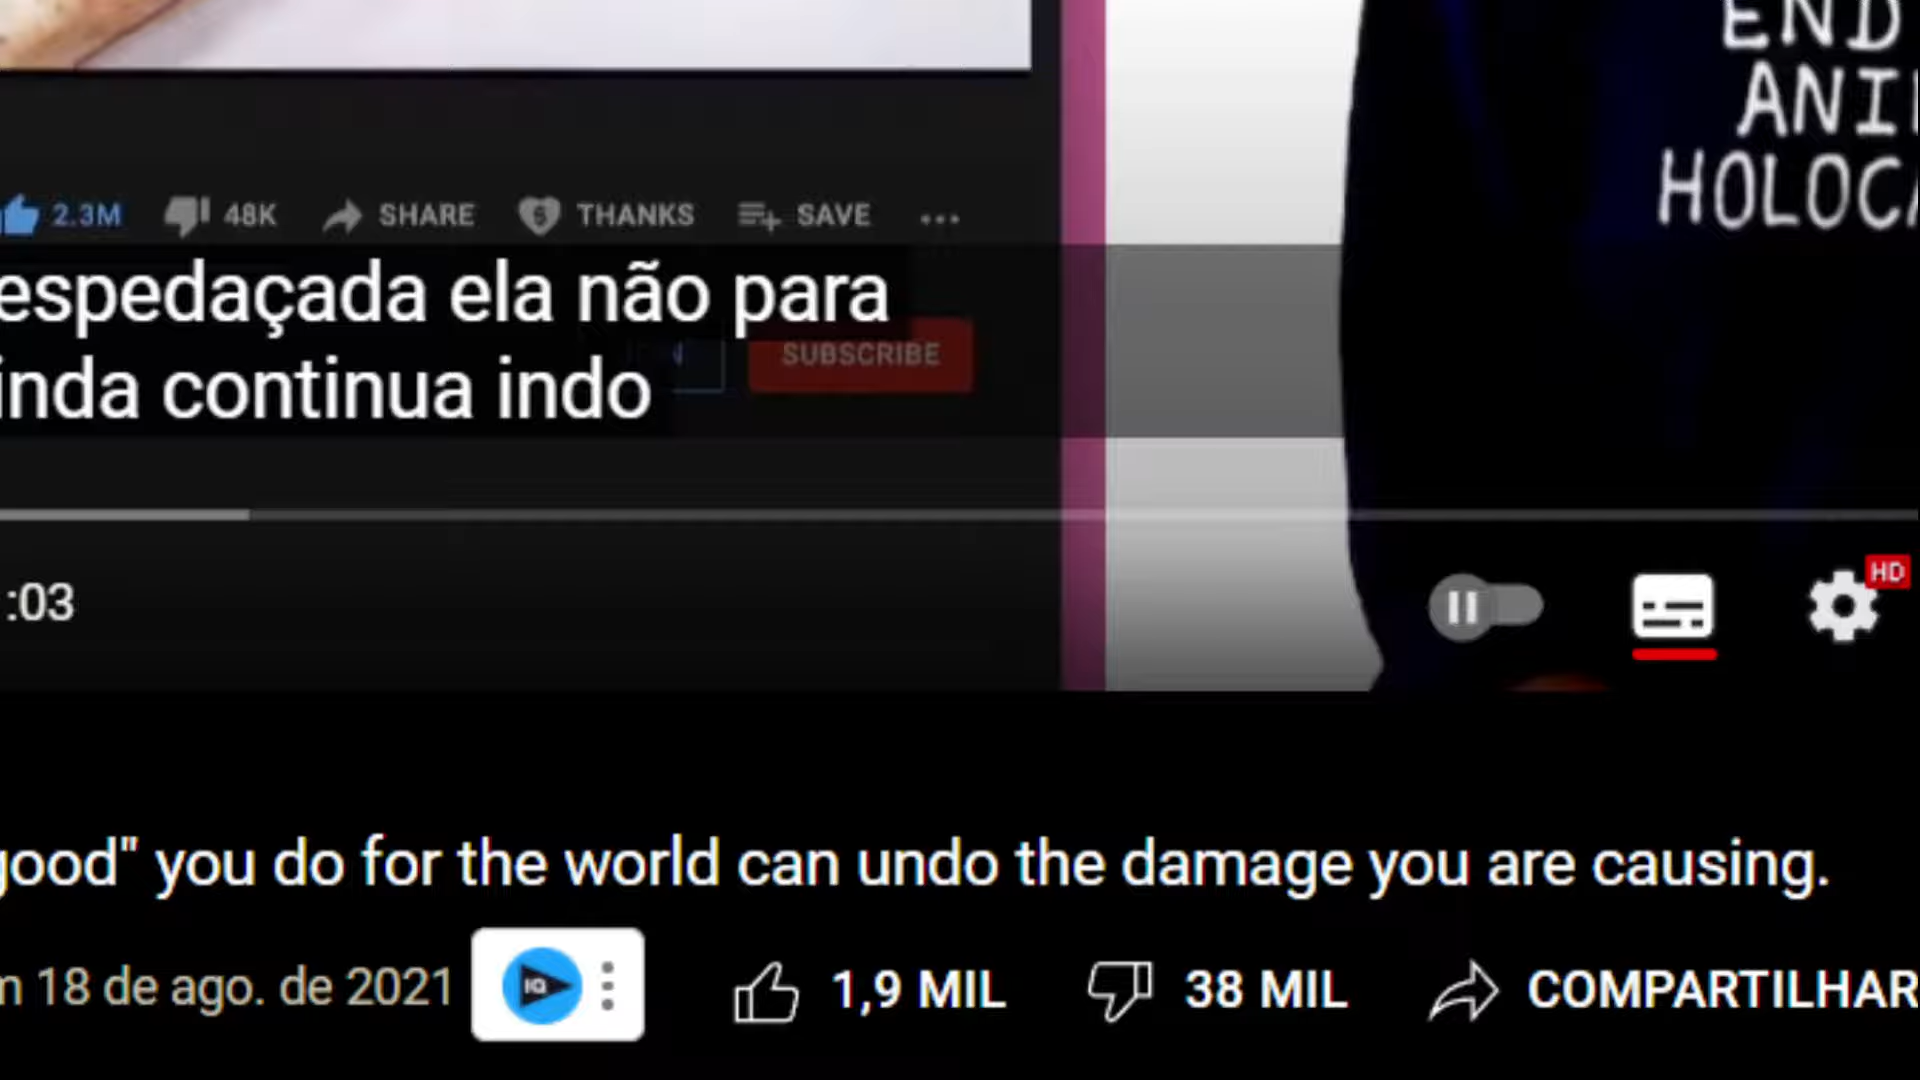 END
ANI
HOLOCA
2.3M 48K SHARE THANKS SAVE
espedaçada ela não para
SUBSCRIBE
inda continua indo
:03
HD
good" you do for the world can undo the damage you are causing.
18 de ago. de 2021 IQ 1,9 MIL 38 MIL COMPARTILHAR